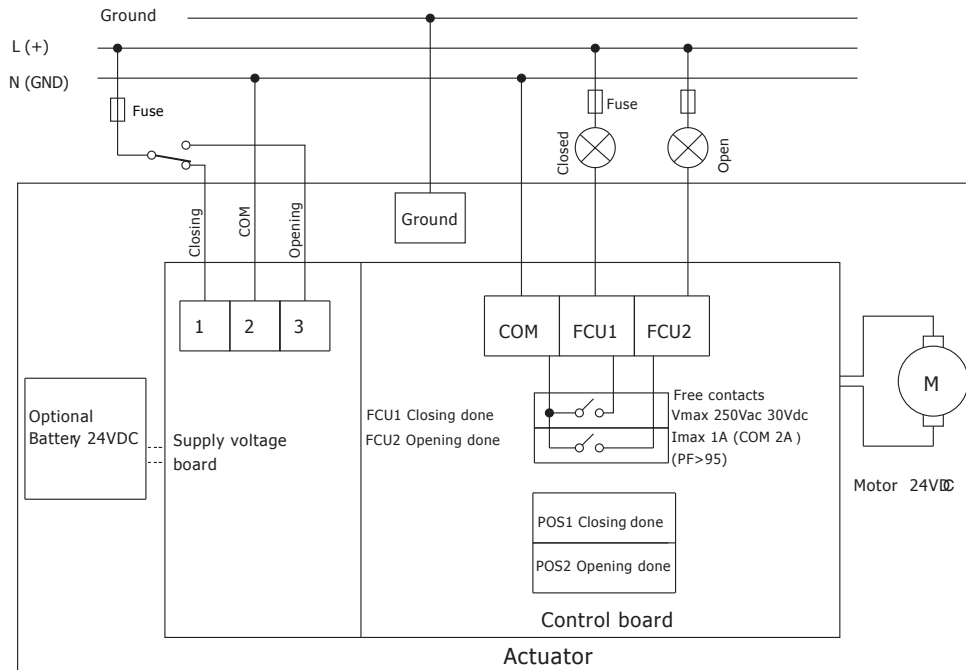 Ground
L (+)
N (GND)
Fuse
Fuse
Closed
Open
Closing
COM
Opening
Ground
1
2
3
COM
FCU1
FCU2
M
Optional
Battery 24VDC
Supply voltage
board
FCU1 Closing done
FCU2 Opening done
Free contacts
Vmax 250Vac 30Vdc
Imax 1A (COM 2A )
(PF>95)
Motor 24VDC
POS1 Closing done
POS2 Opening done
Control board
Actuator